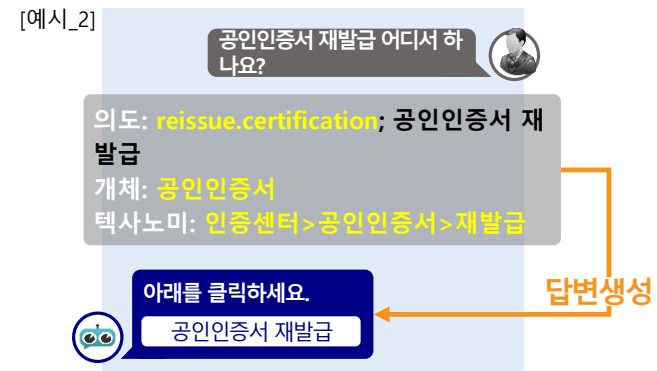 [예시_2]
공인인증서 재발급 어디서 하
나요?
의도: reissue.certification; 공인인증서 재
발급
개체: 공인인증서
텍사노미: 인증센터>공인인증서>재발급
답변생성
아래를 클릭하세요.
공인인증서 재발급